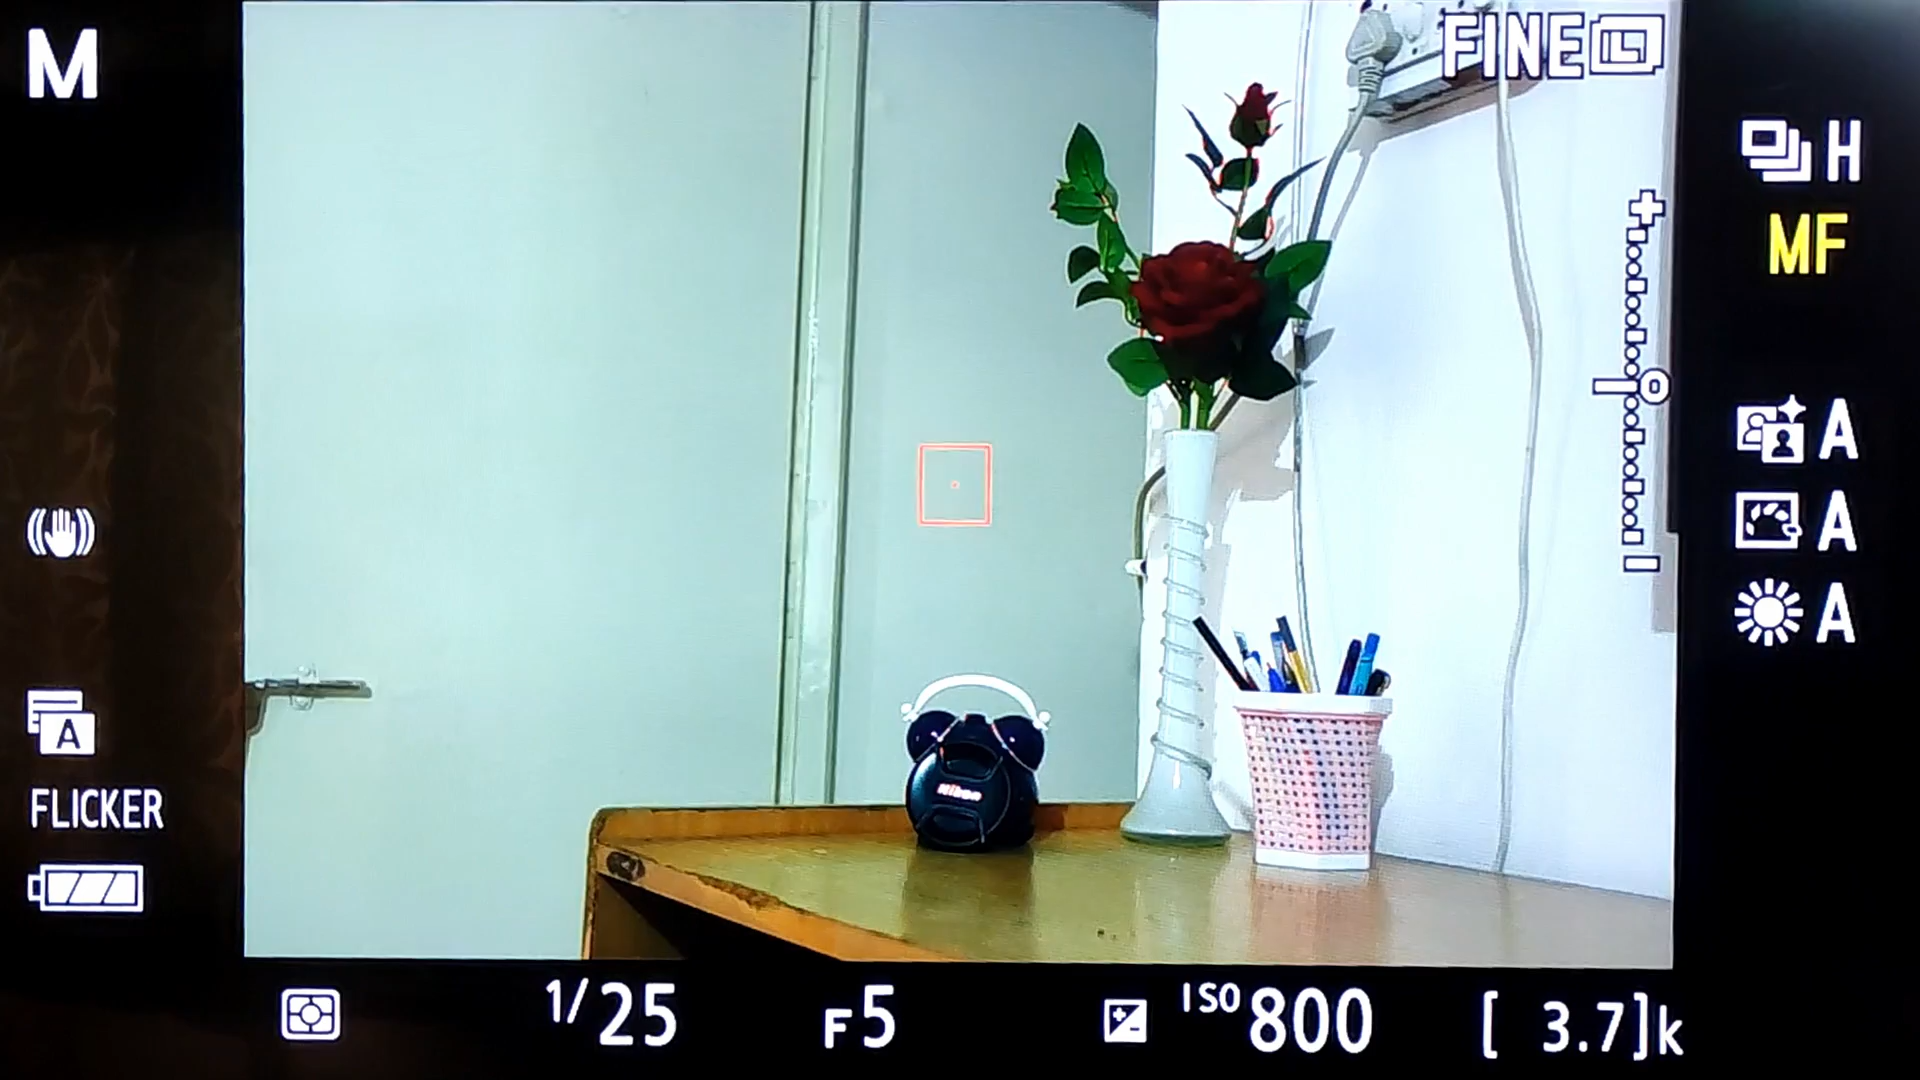 M
FINE L
H
MF
A
A
A
A
FLICKER
Nikon
1/25 F5 ISO 800 [ 3.7]k